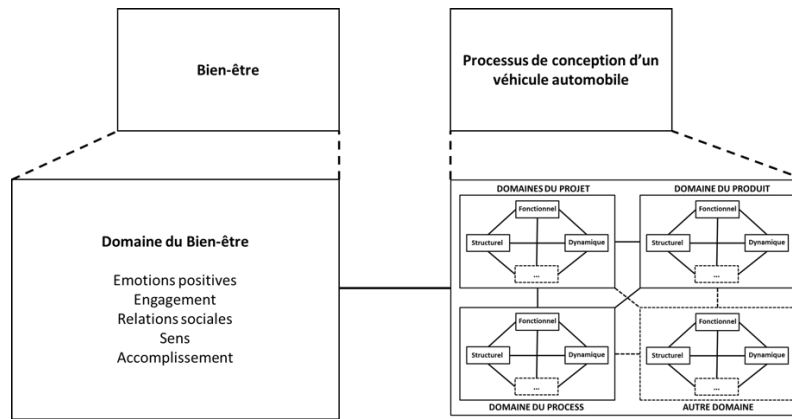 Bien-être
Processus de conception d'un
véhicule automobile
Domaine du Bien-être
Emotions positives
Engagement
Relations sociales
Sens
Accomplissement
DOMAINES DU PROJET
Fonctionnel
Structurel
Dynamique
...
DOMAINE DU PRODUIT
Fonctionnel
Structurel
Dynamique
...
Fonctionnel
Structurel
Dynamique
...
DOMAINE DU PROCESS
Fonctionnel
Structurel
Dynamique
...
AUTRE DOMAINE